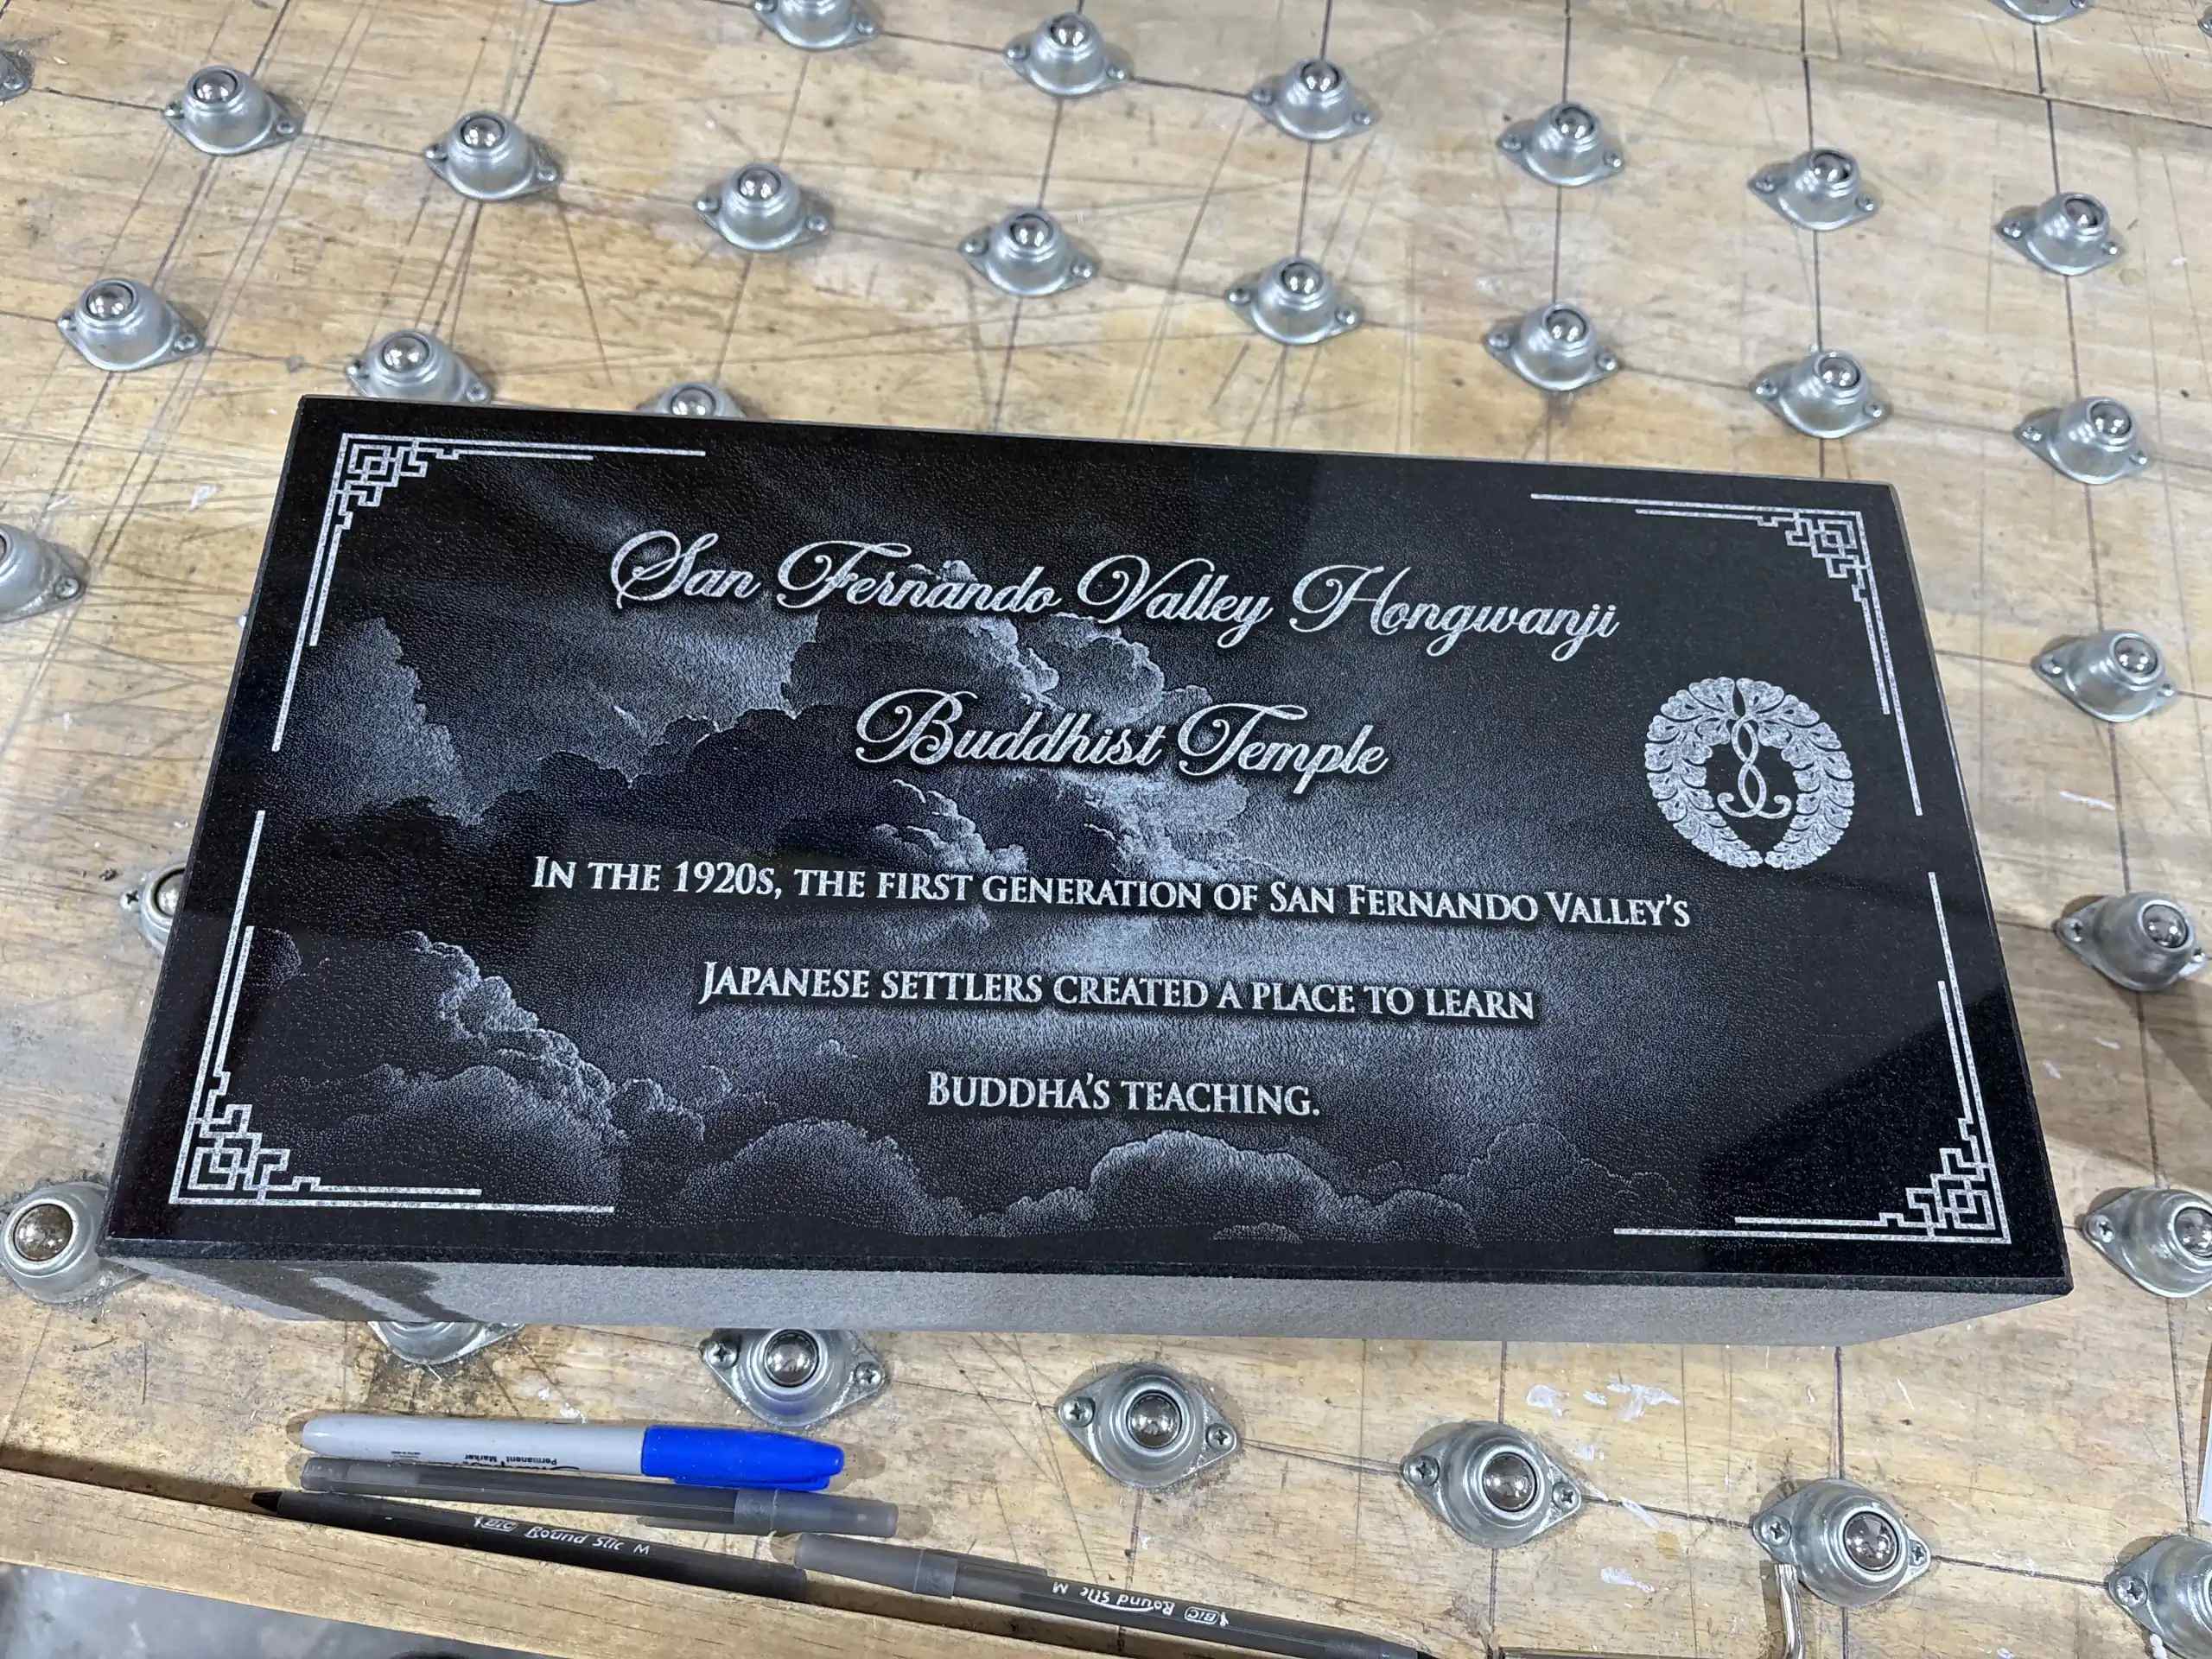 San Fernando Valley Hongwanji
Buddhist Temple
In the 1920s, the first generation of San Fernando Valley's
Japanese settlers created a place to learn
Buddha's teaching.
Permanent Marker
BIC Round Stic M
BIC Round Stic M